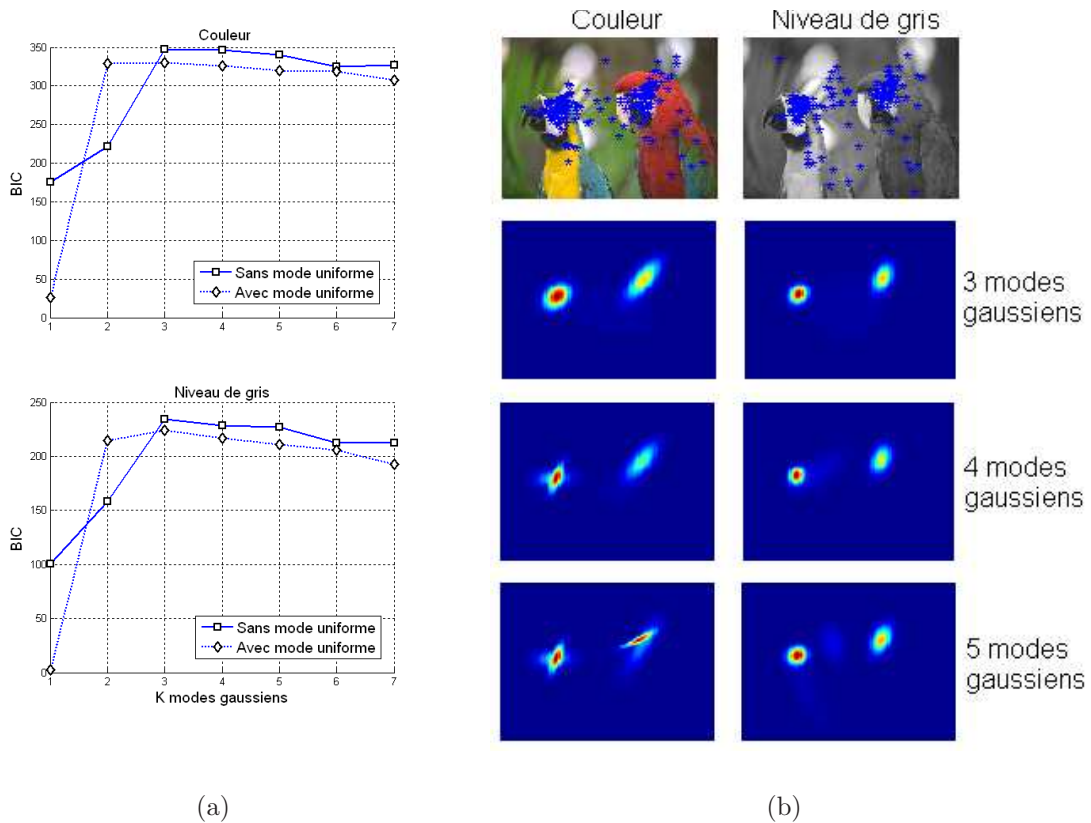 Couleur
350
300
250
200
150
100
50
0
BIC
Sans mode uniforme
Avec mode uniforme
1 2 3 4 5 6 7
Niveau de gris
250
200
150
100
50
0
BIC
Sans mode uniforme
Avec mode uniforme
1 2 3 4 5 6 7
K modes gaussiens
(a)
Couleur
Niveau de gris
3 modes
gaussiens
4 modes
gaussiens
5 modes
gaussiens
(b)